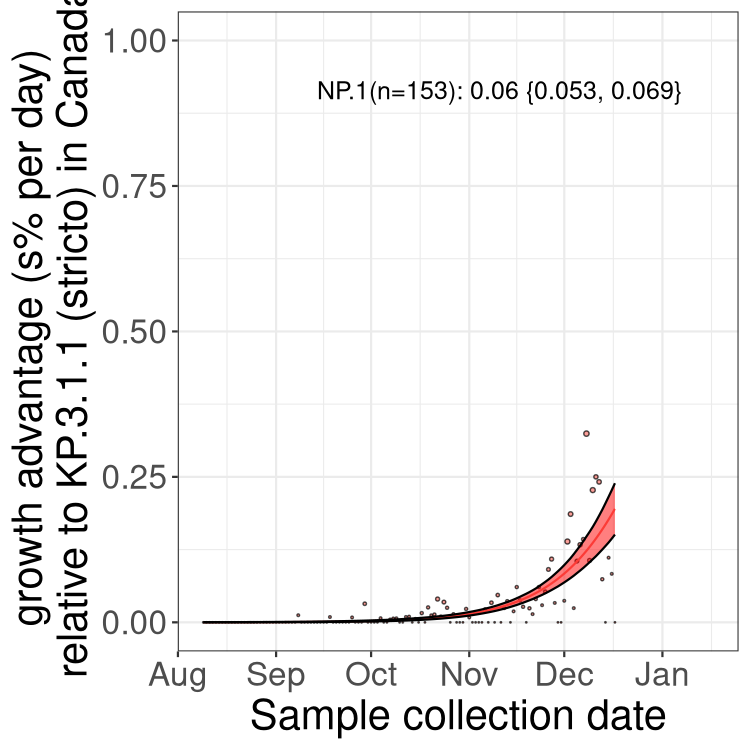 growth advantage (s% per day)
relative to KP.3.1.1 (stricto) in Canada
1.00
0.75
0.50
0.25
0.00
NP.1(n=153): 0.06 {0.053, 0.069}
Aug Sep Oct Nov Dec Jan
Sample collection date